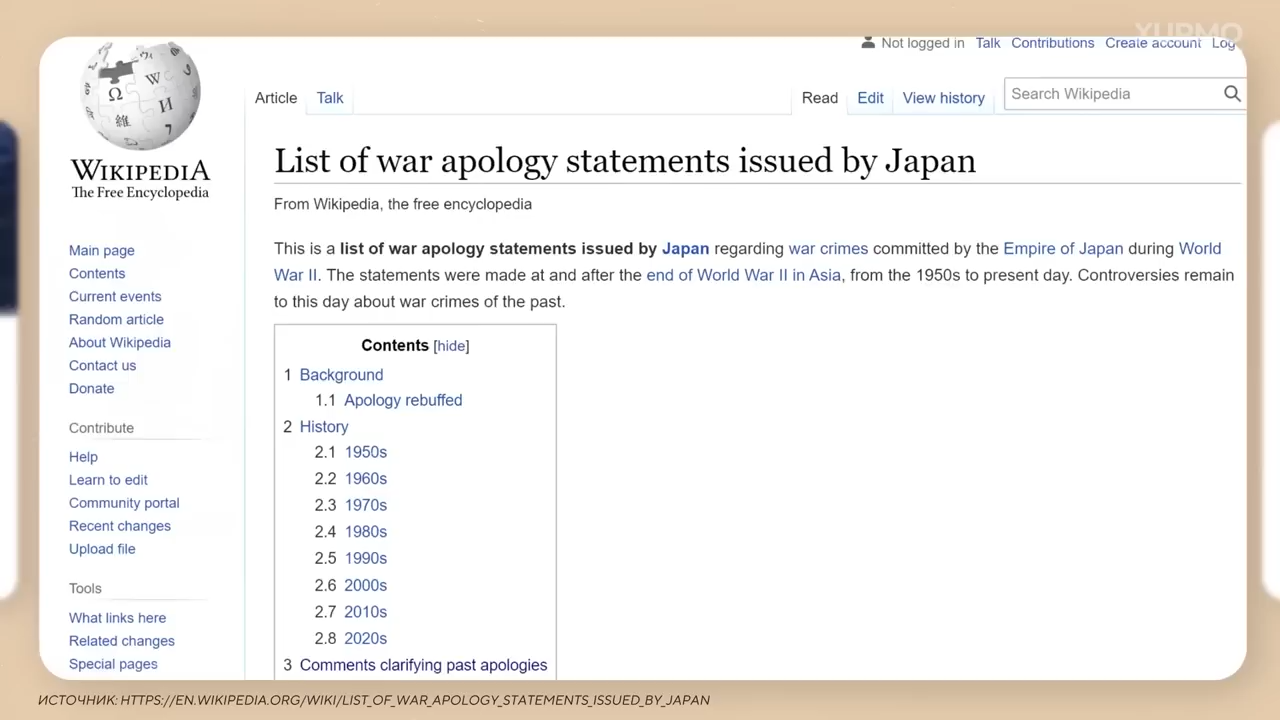 XUPMO
Not logged in Talk Contributions Create account Log
Article Talk Read Edit View history Search Wikipedia
WIKIPEDIA
The Free Encyclopedia
List of war apology statements issued by Japan
From Wikipedia, the free encyclopedia
This is a list of war apology statements issued by Japan regarding war crimes committed by the Empire of Japan during World
War II. The statements were made at and after the end of World War II in Asia, from the 1950s to present day. Controversies remain
to this day about war crimes of the past.
Main page
Contents
Current events
Random article
About Wikipedia
Contact us
Donate
Contribute
Help
Learn to edit
Community portal
Recent changes
Upload file
Tools
What links here
Related changes
Special pages
Contents [hide]
1 Background
1.1 Apology rebuffed
2 History
2.1 1950s
2.2 1960s
2.3 1970s
2.4 1980s
2.5 1990s
2.6 2000s
2.7 2010s
2.8 2020s
3 Comments clarifying past apologies
ИСТОЧНИК: HTTPS://EN.WIKIPEDIA.ORG/WIKI/LIST_OF_WAR_APOLOGY_STATEMENTS_ISSUED_BY_JAPAN